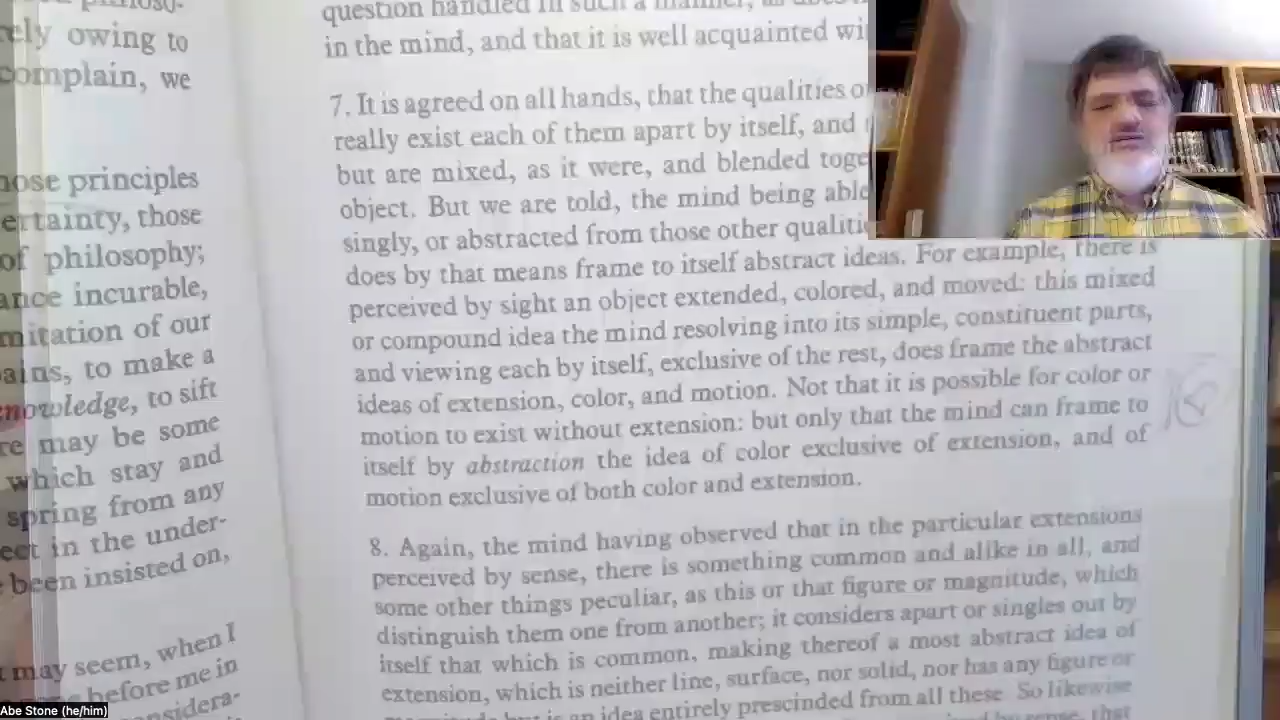 rely owing to
complain, we
those principles
ertainty, those
of philosophy;
ance incurable,
mitation of our
ains, to make a
knowledge, to sift
re may be some
which stay and
spring from any
ect in the under-
been insisted on,
t may seem, when I
before me in
considera-
question handled in such a manner, as
in the mind, and that it is well acquainted
7. It is agreed on all hands, that the qualities
really exist each of them apart by itself, and
but are mixed, as it were, and blended
object. But we are told, the mind being
singly, or abstracted from those other
does by that means frame to itself abstract ideas. For example, there is
perceived by sight an object extended, colored, and moved: this mixed
or compound idea the mind resolving into its simple, constituent parts,
and viewing each by itself, exclusive of the rest, does frame the abstract
ideas of extension, color, and motion. Not that it is possible for color or
motion to exist without extension: but only that the mind can frame to
itself by abstraction the idea of color exclusive of extension, and of
motion exclusive of both color and extension.
8. Again, the mind having observed that in the particular extensions
perceived by sense, there is something common and alike in all, and
some other things peculiar, as this or that figure or magnitude, which
distinguish them one from another; it considers apart or singles out by
itself that which is common, making thereof a most abstract idea of
extension, which is neither line, surface, nor solid, nor has any figure or
is an idea entirely prescinded from all these. So likewise
Abe Stone (he/him)